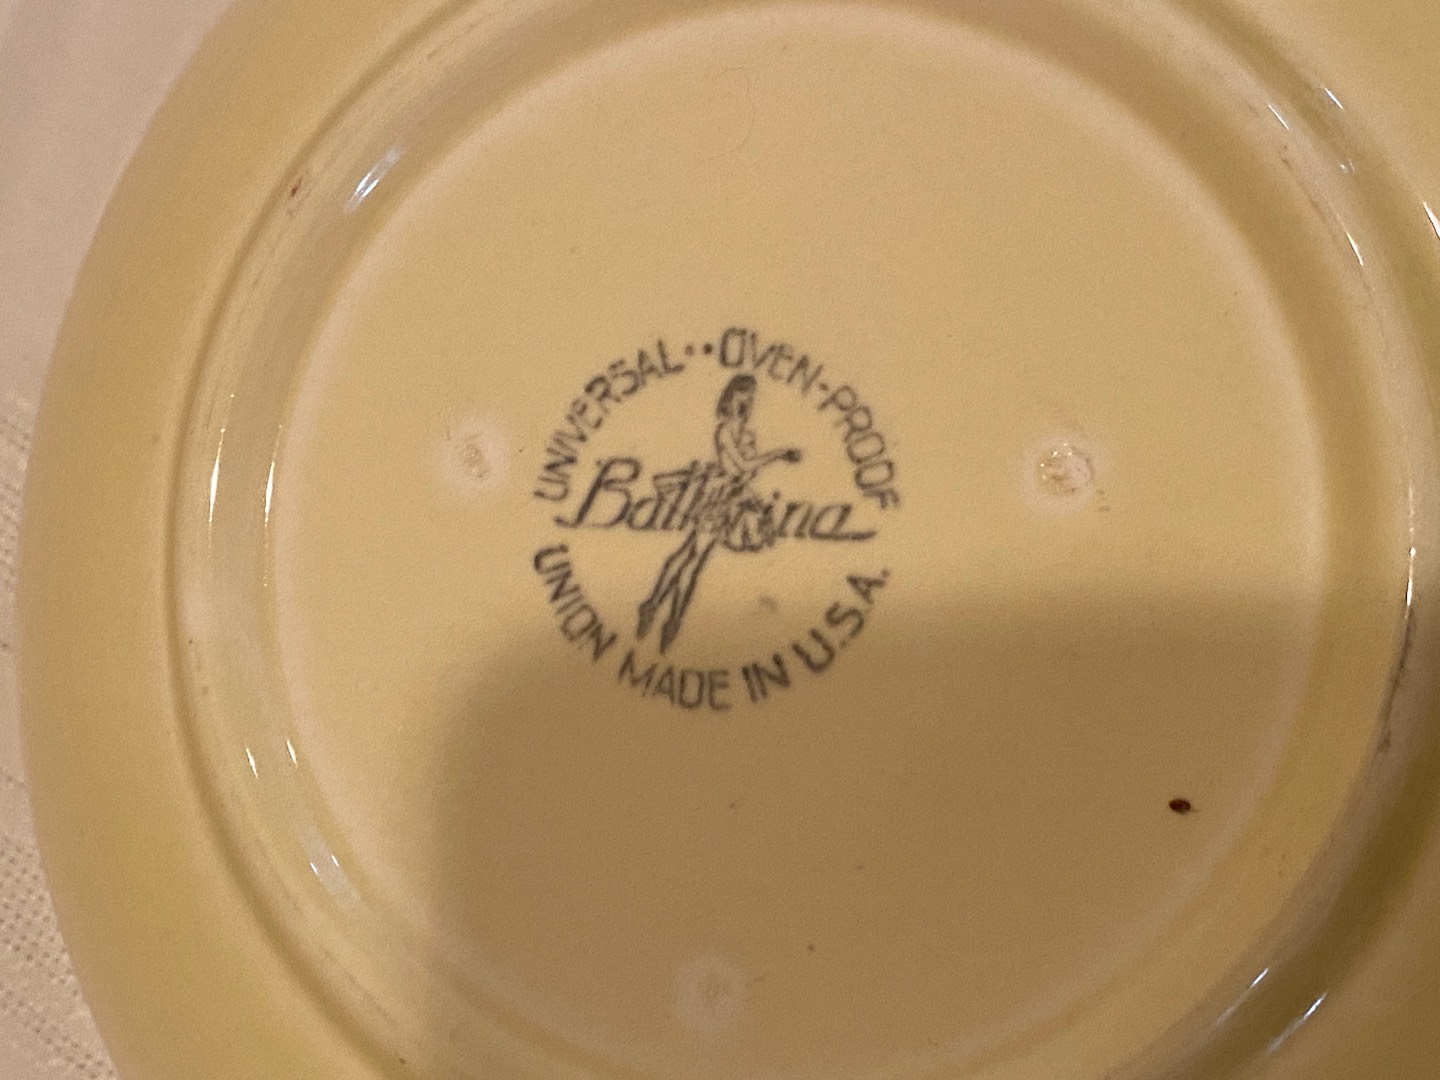 UNIVERSAL··OVEN-PROOF
Ballerina
UNION MADE IN U.S.A.